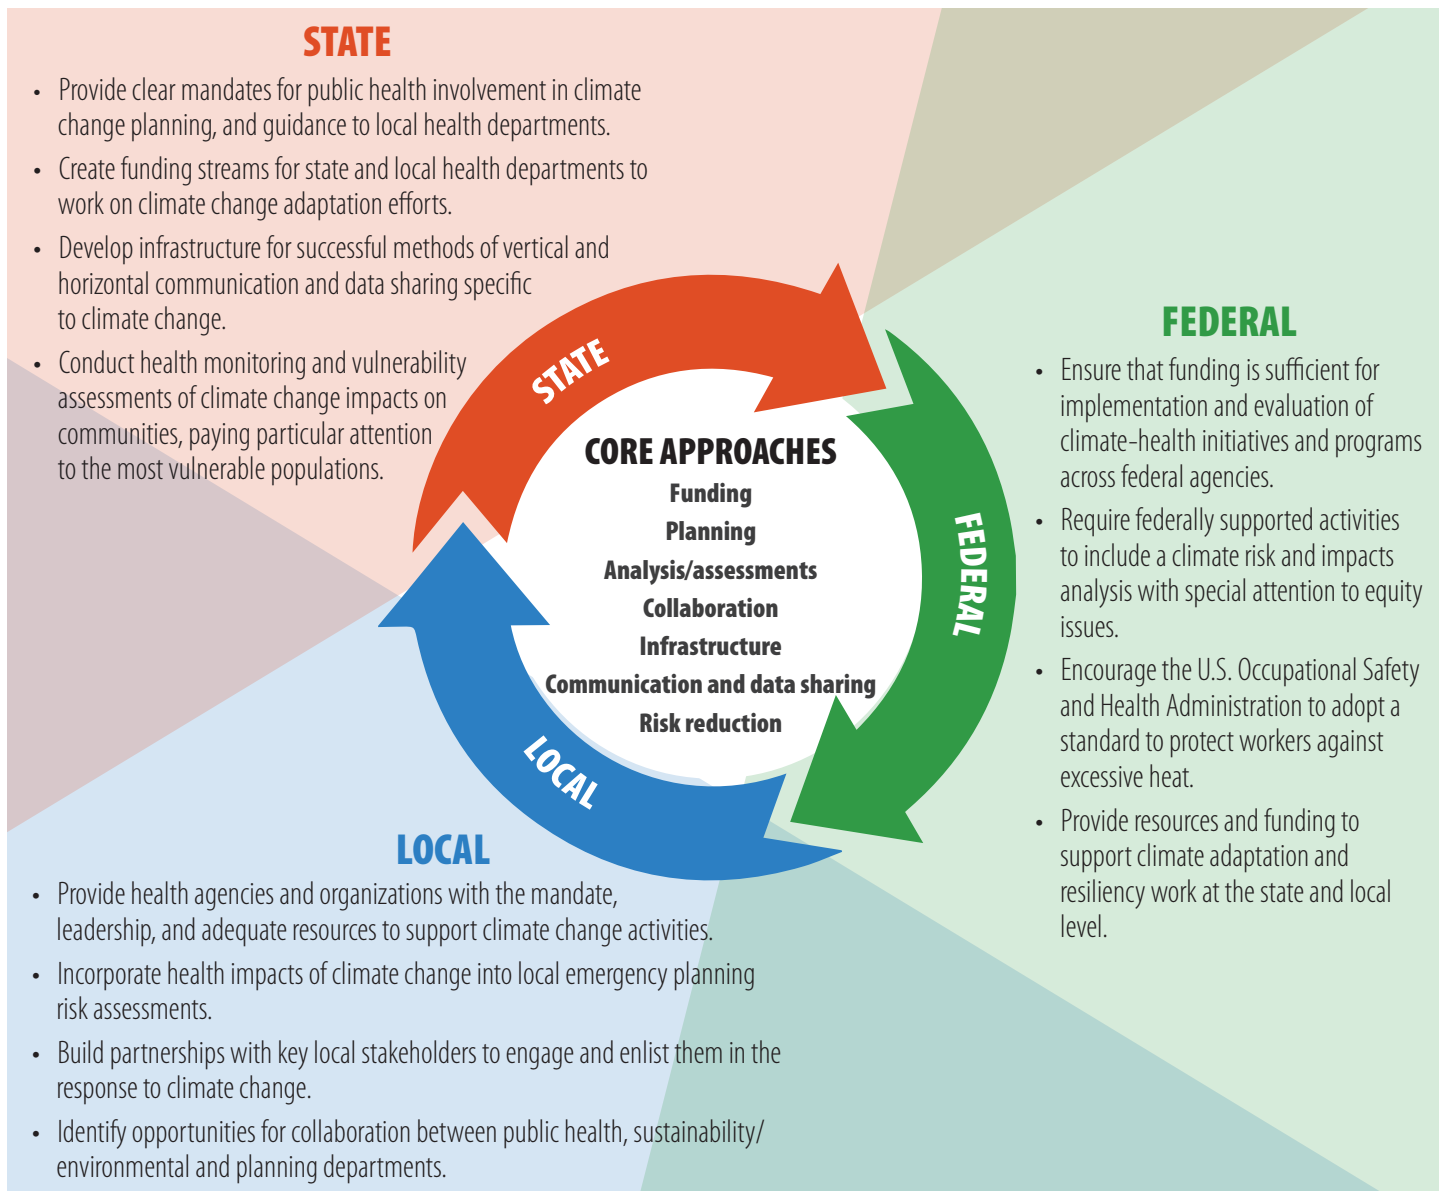 STATE
• Provide clear mandates for public health involvement in climate
change planning, and guidance to local health departments.
• Create funding streams for state and local health departments to
work on climate change adaptation efforts.
• Develop infrastructure for successful methods of vertical and
horizontal communication and data sharing specific
to climate change.
• Conduct health monitoring and vulnerability
assessments of climate change impacts on
communities, paying particular attention
to the most vulnerable populations.
STATE
FEDERAL
LOCAL
CORE APPROACHES
Funding
Planning
Analysis/assessments
Collaboration
Infrastructure
Communication and data sharing
Risk reduction
FEDERAL
• Ensure that funding is sufficient for
implementation and evaluation of
climate-health initiatives and programs
across federal agencies.
• Require federally supported activities
to include a climate risk and impacts
analysis with special attention to equity
issues.
• Encourage the U.S. Occupational Safety
and Health Administration to adopt a
standard to protect workers against
excessive heat.
• Provide resources and funding to
support climate adaptation and
resiliency work at the state and local
level.
LOCAL
• Provide health agencies and organizations with the mandate,
leadership, and adequate resources to support climate change activities.
• Incorporate health impacts of climate change into local emergency planning
risk assessments.
• Build partnerships with key local stakeholders to engage and enlist them in the
response to climate change.
• Identify opportunities for collaboration between public health, sustainability/
environmental and planning departments.